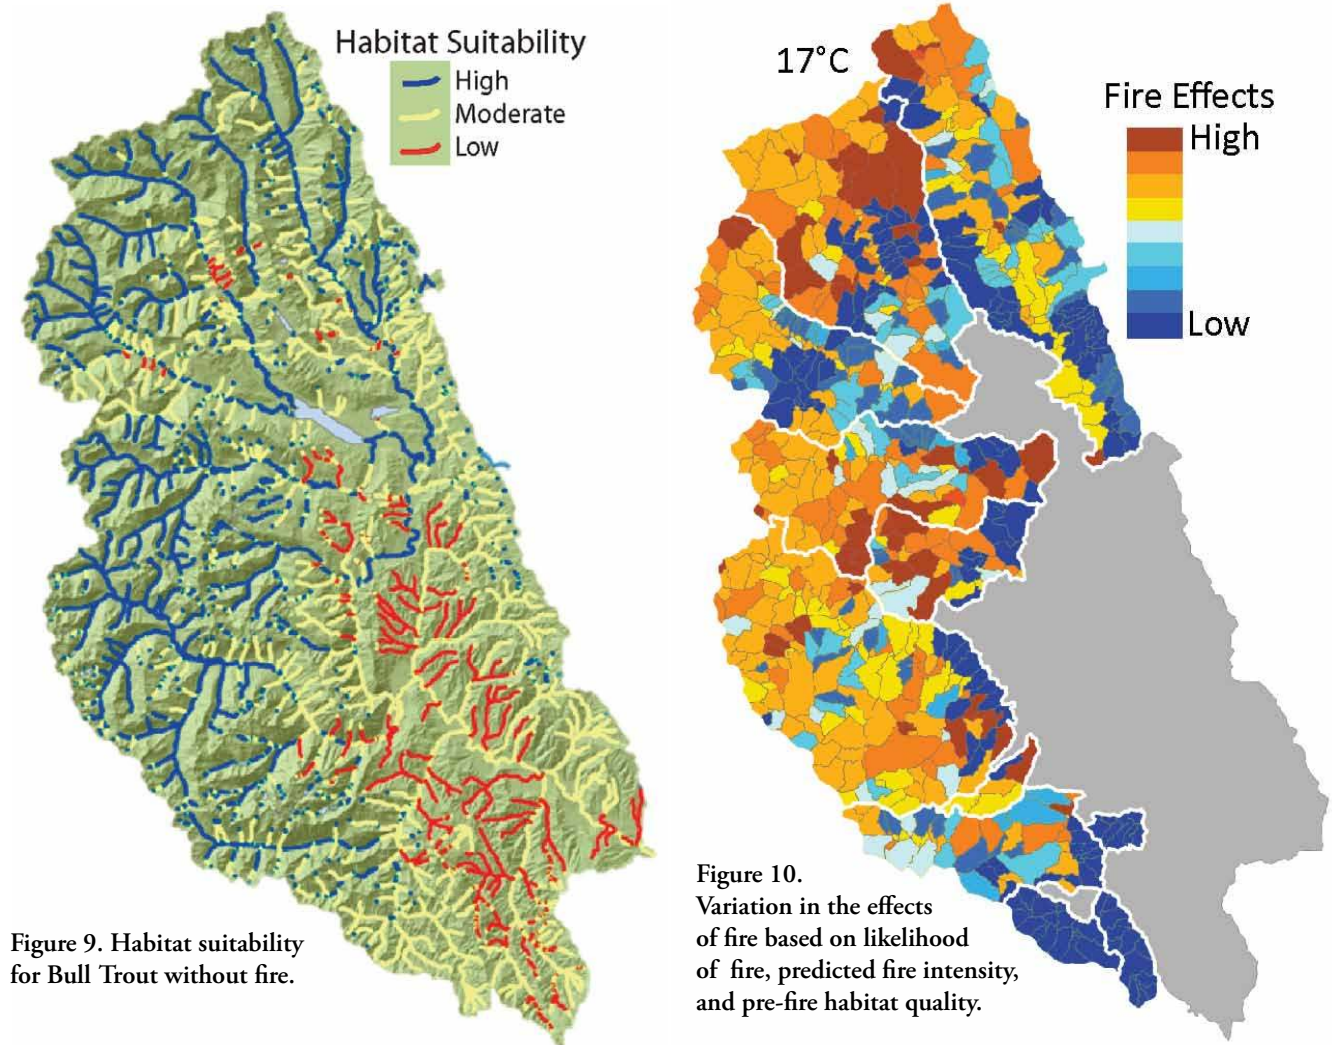 Habitat Suitability
High
Moderate
Low
Figure 9. Habitat suitability
for Bull Trout without fire.
17°C
Fire Effects
High
Low
Figure 10.
Variation in the effects
of fire based on likelihood
of fire, predicted fire intensity,
and pre-fire habitat quality.